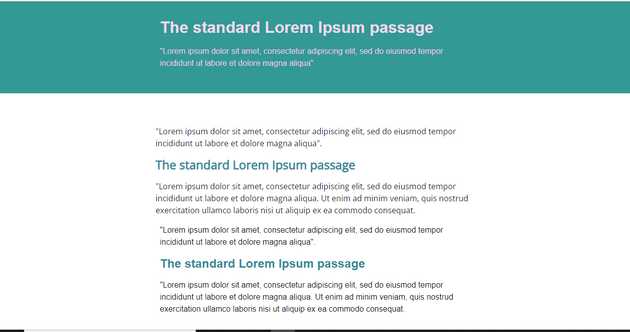 The standard Lorem Ipsum passage
"Lorem ipsum dolor sit amet, consectetur adipiscing elit, sed do eiusmod tempor
incididunt ut labore et dolore magna aliqua"
"Lorem ipsum dolor sit amet, consectetur adipiscing elit, sed do eiusmod tempor
incididunt ut labore et dolore magna aliqua".
The standard Lorem Ipsum passage
"Lorem ipsum dolor sit amet, consectetur adipiscing elit, sed do eiusmod tempor
incididunt ut labore et dolore magna aliqua. Ut enim ad minim veniam, quis nostrud
exercitation ullamco laboris nisi ut aliquip ex ea commodo consequat.
"Lorem ipsum dolor sit amet, consectetur adipiscing elit, sed do eiusmod tempor
incididunt ut labore et dolore magna aliqua".
The standard Lorem Ipsum passage
"Lorem ipsum dolor sit amet, consectetur adipiscing elit, sed do eiusmod tempor
incididunt ut labore et dolore magna aliqua. Ut enim ad minim veniam, quis nostrud
exercitation ullamco laboris nisi ut aliquip ex ea commodo consequat.